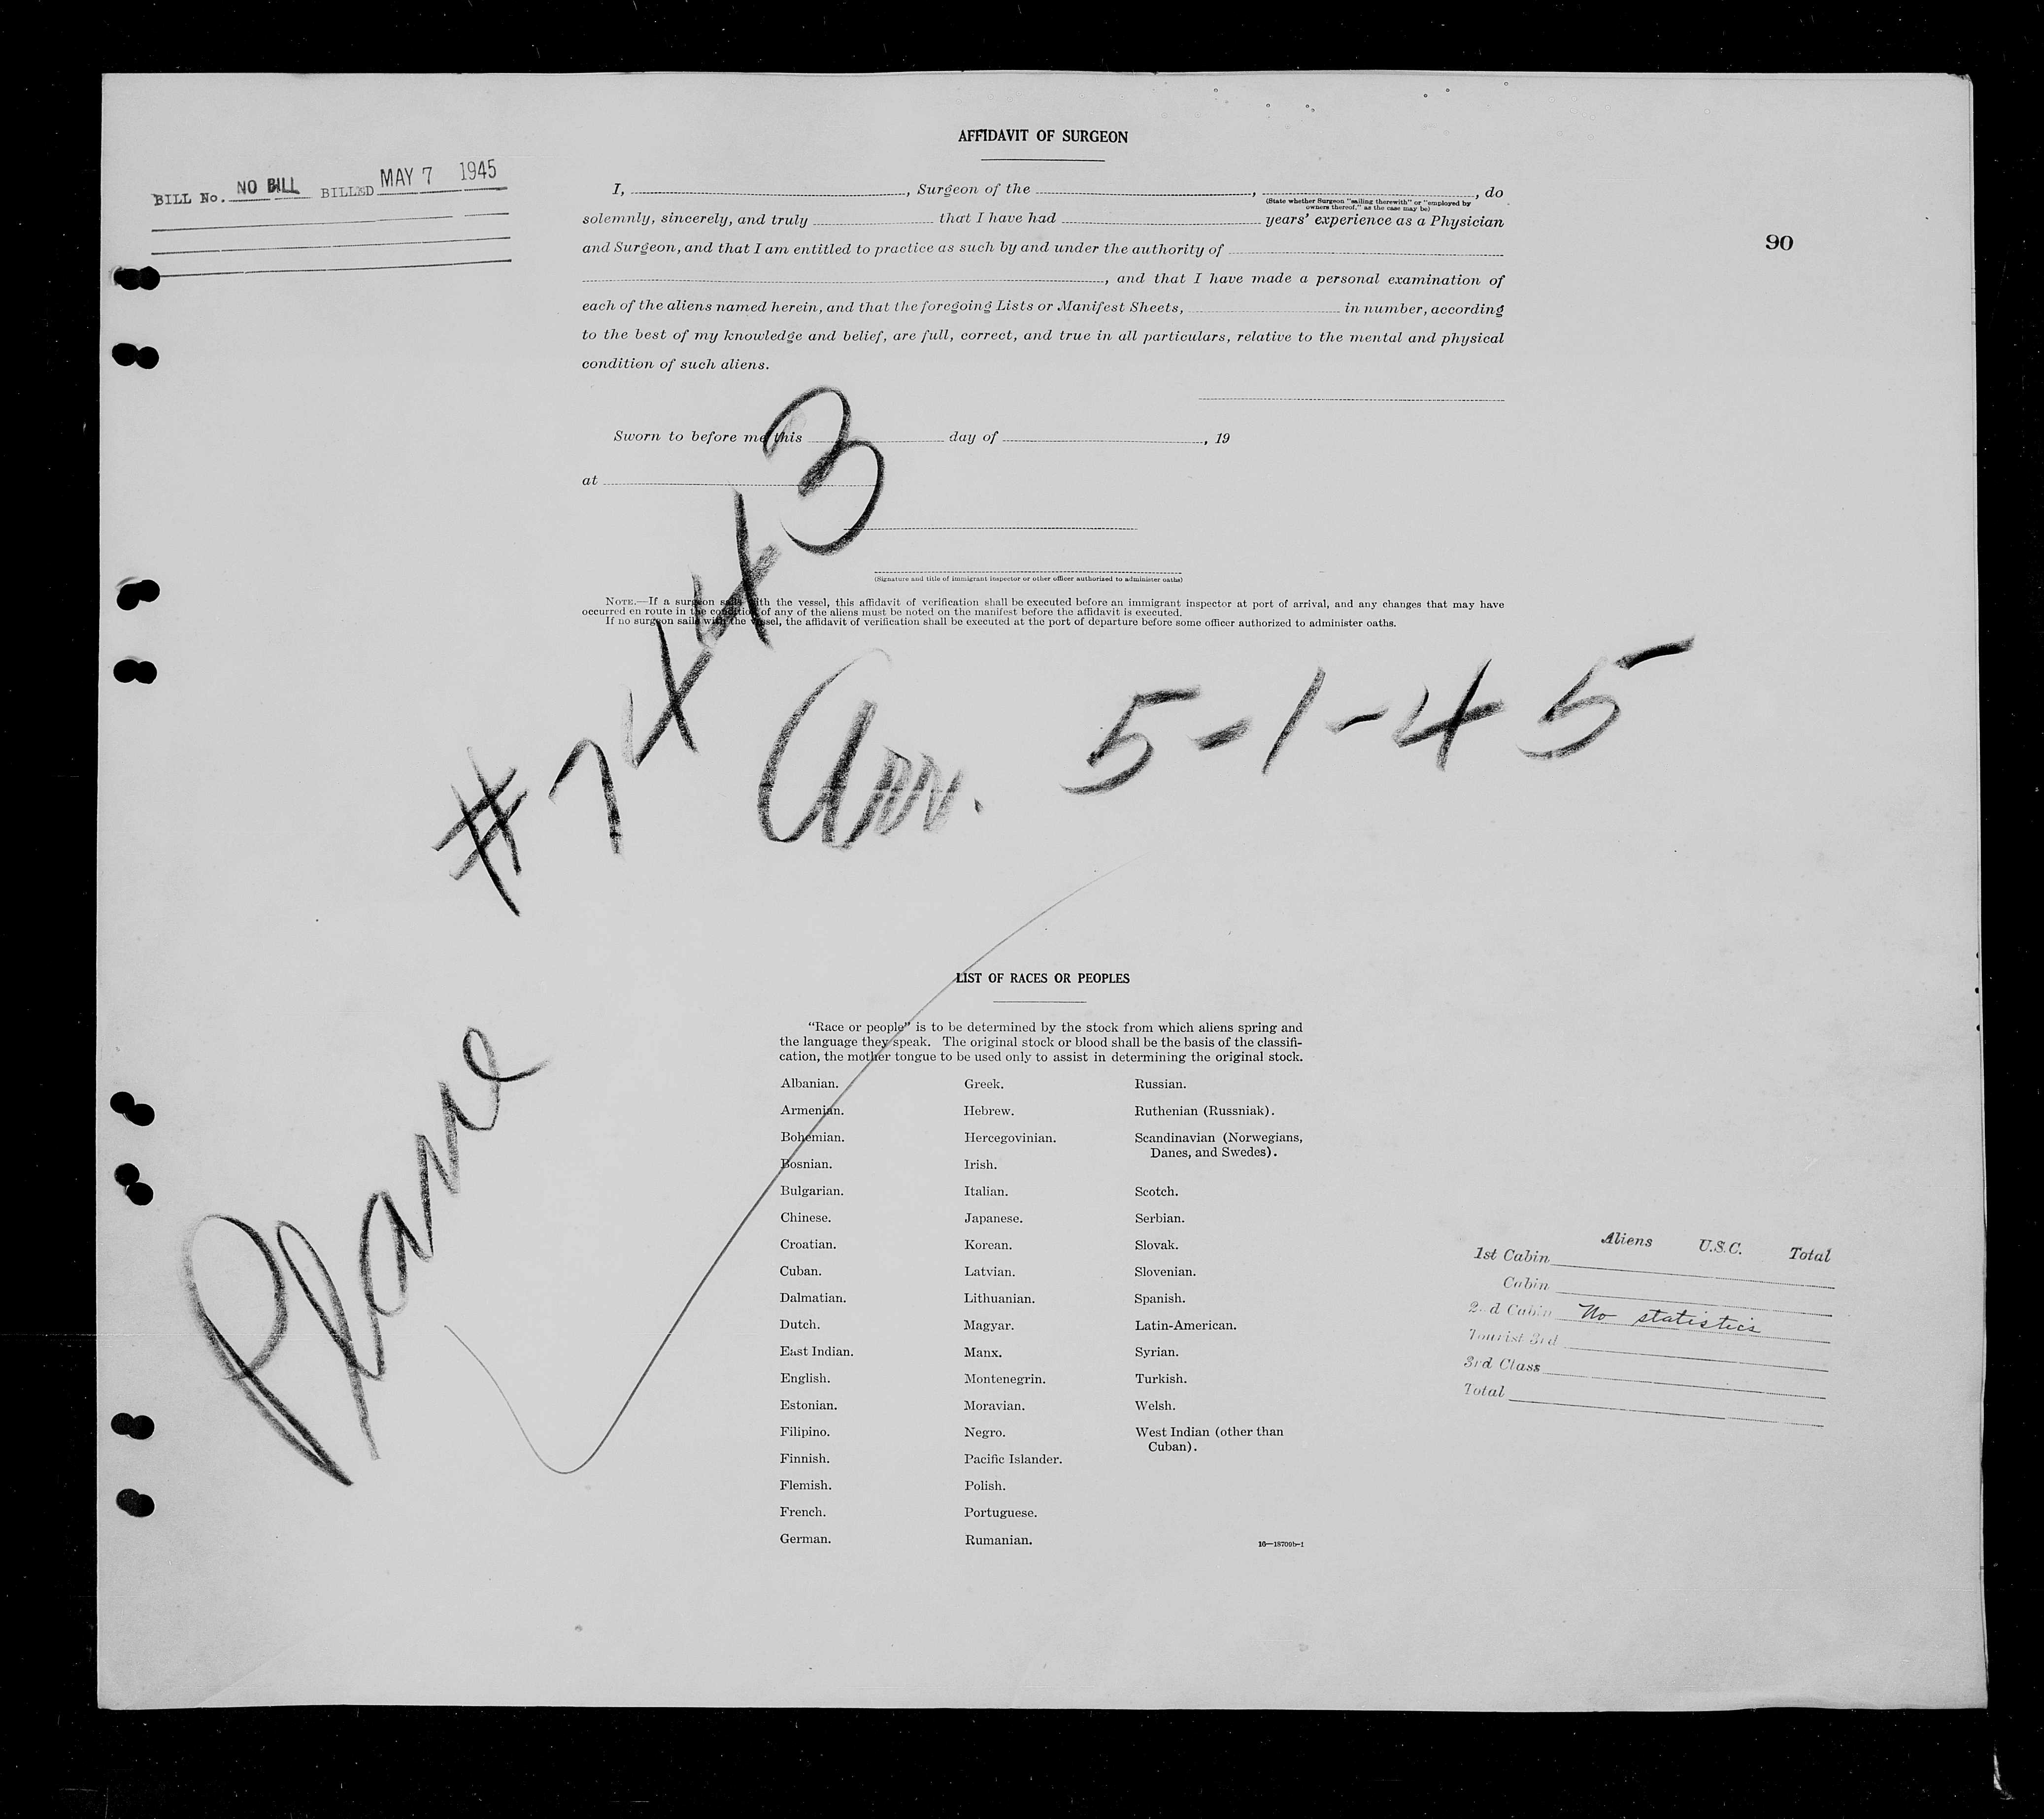 AFFIDAVIT OF SURGEON
BILL No. NO BILL BILLED MAY 7 1945
I, , Surgeon of the , , do
(State whether Surgeon "sailing therewith" or "employed by
owners thereof," as the case may be)
solemnly, sincerely, and truly that I have had years' experience as a Physician
and Surgeon, and that I am entitled to practice as such by and under the authority of
90
, and that I have made a personal examination of
each of the aliens named herein, and that the foregoing Lists or Manifest Sheets, in number, according
to the best of my knowledge and belief, are full, correct, and true in all particulars, relative to the mental and physical
condition of such aliens.
Sworn to before me this day of , 19
at
(Signature and title of immigrant inspector or other officer authorized to administer oaths)
NOTE.—If a surgeon sails with the vessel, this affidavit of verification shall be executed before an immigrant inspector at port of arrival, and any changes that may have
occurred en route in the condition of any of the aliens must be noted on the manifest before the affidavit is executed.
If no surgeon sails with the vessel, the affidavit of verification shall be executed at the port of departure before some officer authorized to administer oaths.
Plane #74443
Arr. 5-1-45
LIST OF RACES OR PEOPLES
"Race or people" is to be determined by the stock from which aliens spring and
the language they speak. The original stock or blood shall be the basis of the classifi-
cation, the mother tongue to be used only to assist in determining the original stock.
Albanian.
Armenian.
Bohemian.
Bosnian.
Bulgarian.
Chinese.
Croatian.
Cuban.
Dalmatian.
Dutch.
East Indian.
English.
Estonian.
Filipino.
Finnish.
Flemish.
French.
German.
Greek.
Hebrew.
Hercegovinian.
Irish.
Italian.
Japanese.
Korean.
Latvian.
Lithuanian.
Magyar.
Manx.
Montenegrin.
Moravian.
Negro.
Pacific Islander.
Polish.
Portuguese.
Rumanian.
Russian.
Ruthenian (Russniak).
Scandinavian (Norwegians,
Danes, and Swedes).
Scotch.
Serbian.
Slovak.
Slovenian.
Spanish.
Latin-American.
Syrian.
Turkish.
Welsh.
West Indian (other than
Cuban).
16—18709b-1
Aliens U.S.C. Total
1st Cabin
Cabin
2nd Cabin No statistics
Tourist 3rd
3rd Class
Total